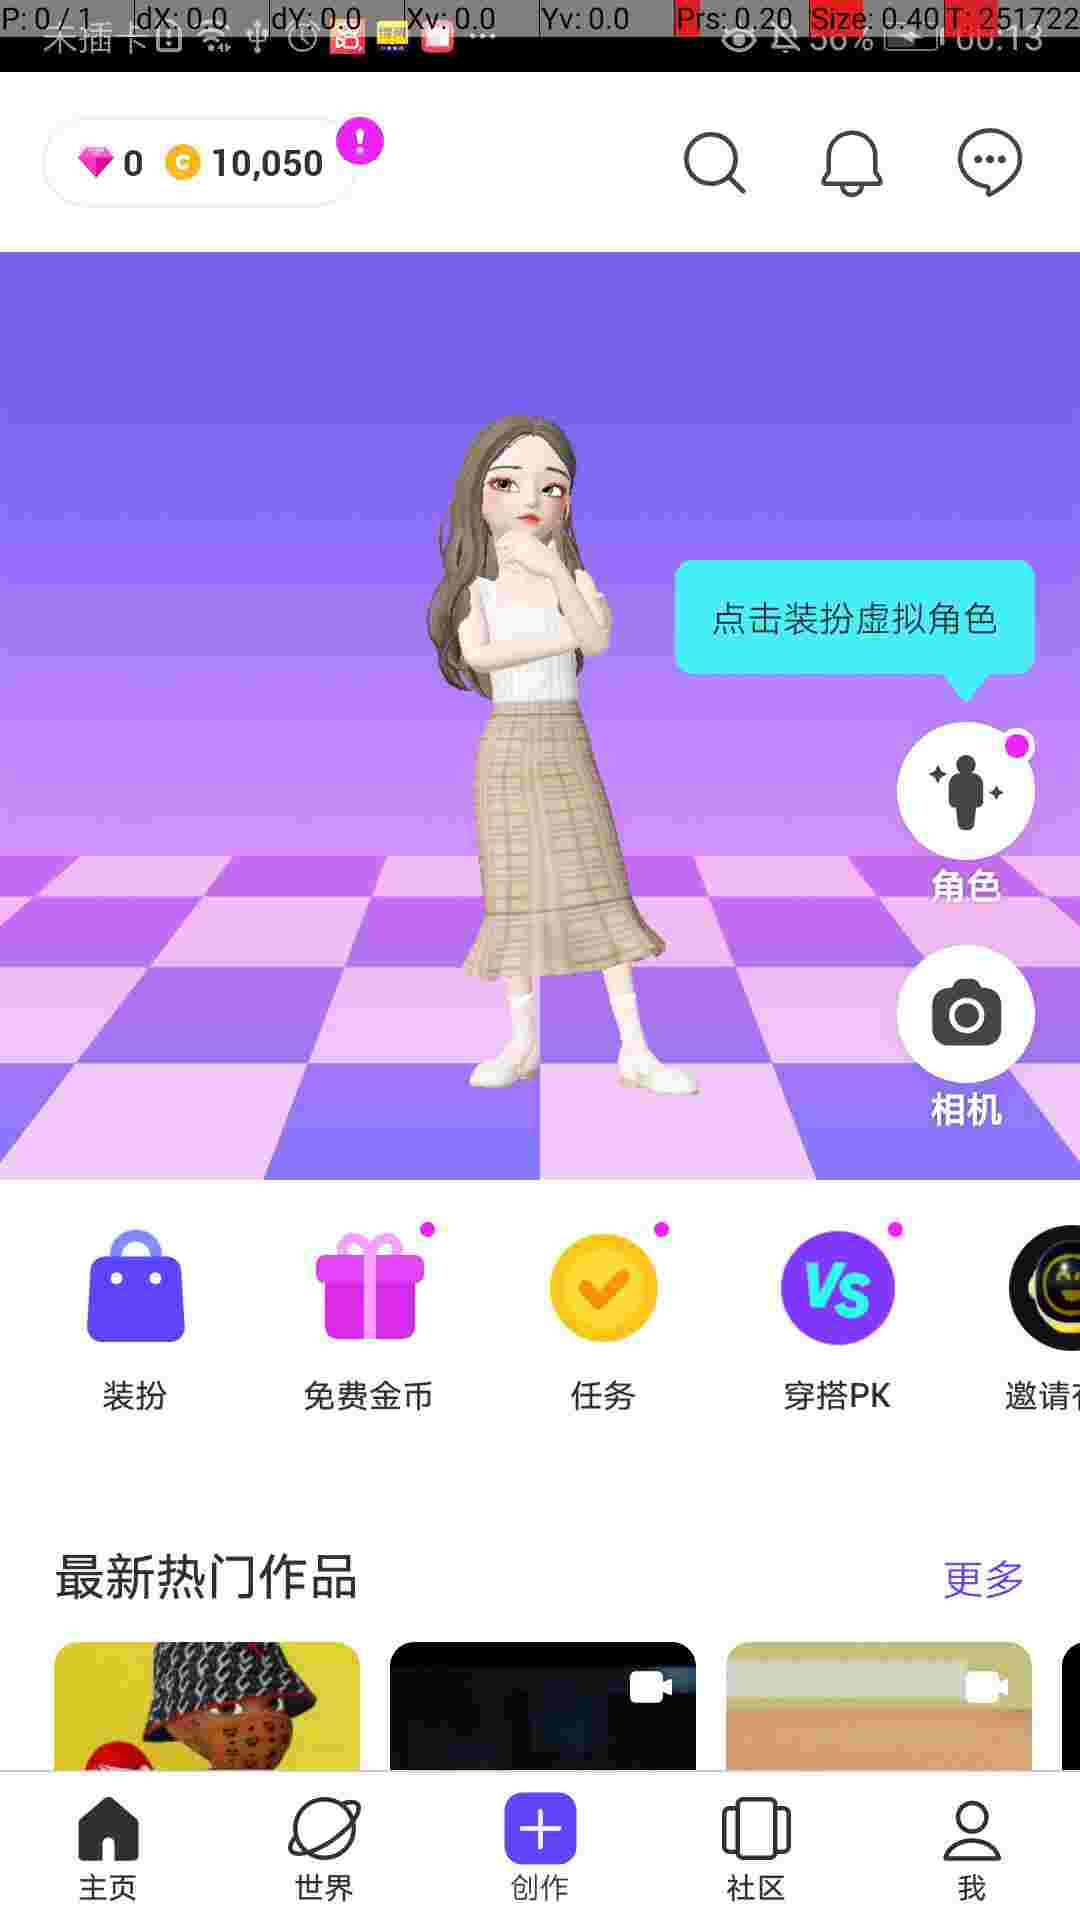 P: 0 / 1 dX: 0.0 dY: 0.0 Xv: 0.0 Yv: 0.0 Prs: 0.20 Size: 0.40 T: 251722
未插卡 56% 00:13
0 C 10,050 !
点击装扮虚拟角色
角色
相机
VS
装扮 免费金币 任务 穿搭PK 邀请
最新热门作品 更多
主页 世界 创作 社区 我